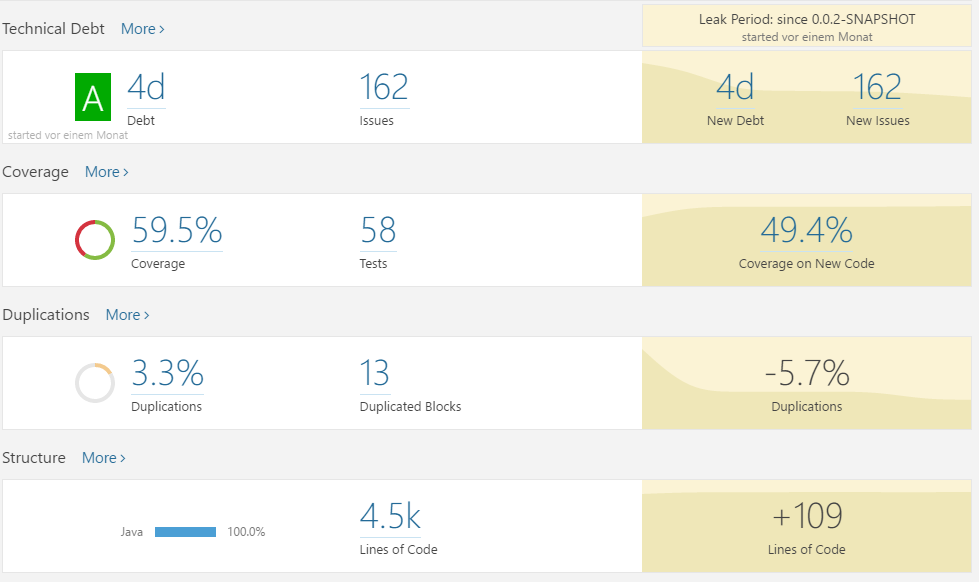 Technical Debt More ›
Leak Period: since 0.0.2-SNAPSHOT
started vor einem Monat
A 4d 162 4d 162
Debt Issues New Debt New Issues
started vor einem Monat
Coverage More ›
59.5% 58 49.4%
Coverage Tests Coverage on New Code
Duplications More ›
3.3% 13 -5.7%
Duplications Duplicated Blocks Duplications
Structure More ›
Java 100.0% 4.5k +109
Lines of Code Lines of Code